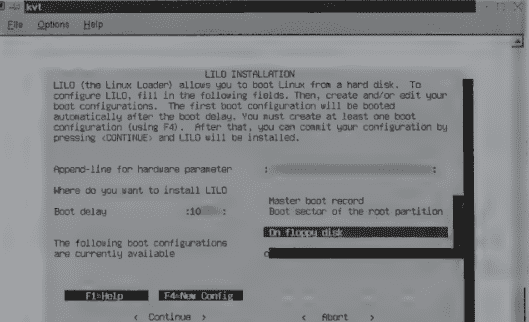 kvt
File Options Help
LILO INSTALLATION
LILO (the Linux Loader) allows you to boot Linux from a hard disk. To
configure LILO, fill in the following fields. Then, create and/or edit your
boot configurations. The first boot configuration will be booted
automatically after the boot delay. You must create at least one boot
configuration (using F4). After that, you can commit your configuration by
pressing <CONTINUE> and LILO will be installed.
Append-line for hardware parameter : :
Where do you want to install LILO
Master boot record
Boot delay :10 : Boot sector of the root partition
On floppy disk
The following boot configurations
are currently available
F1=Help F4=New Config
< Continue > < Abort >